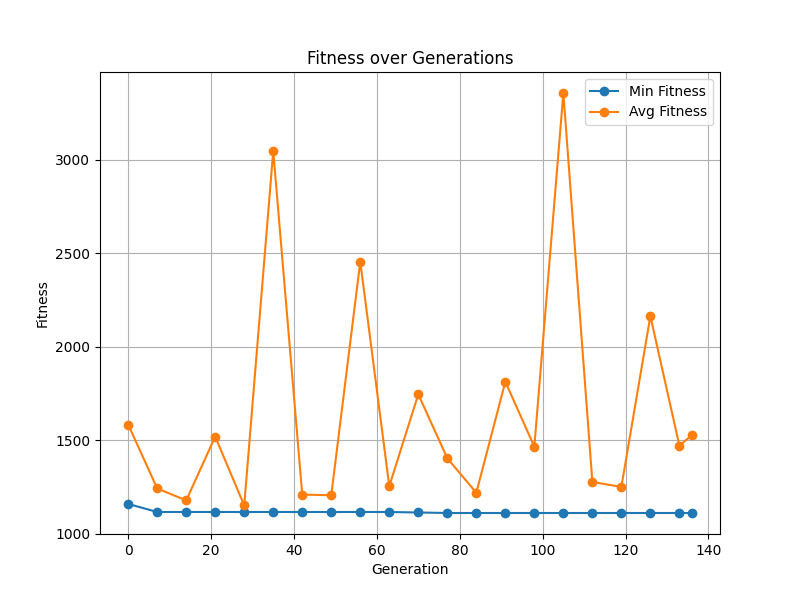 Fitness over Generations
Min Fitness
Avg Fitness
3000
2500
2000
1500
1000
Fitness
0 20 40 60 80 100 120 140
Generation